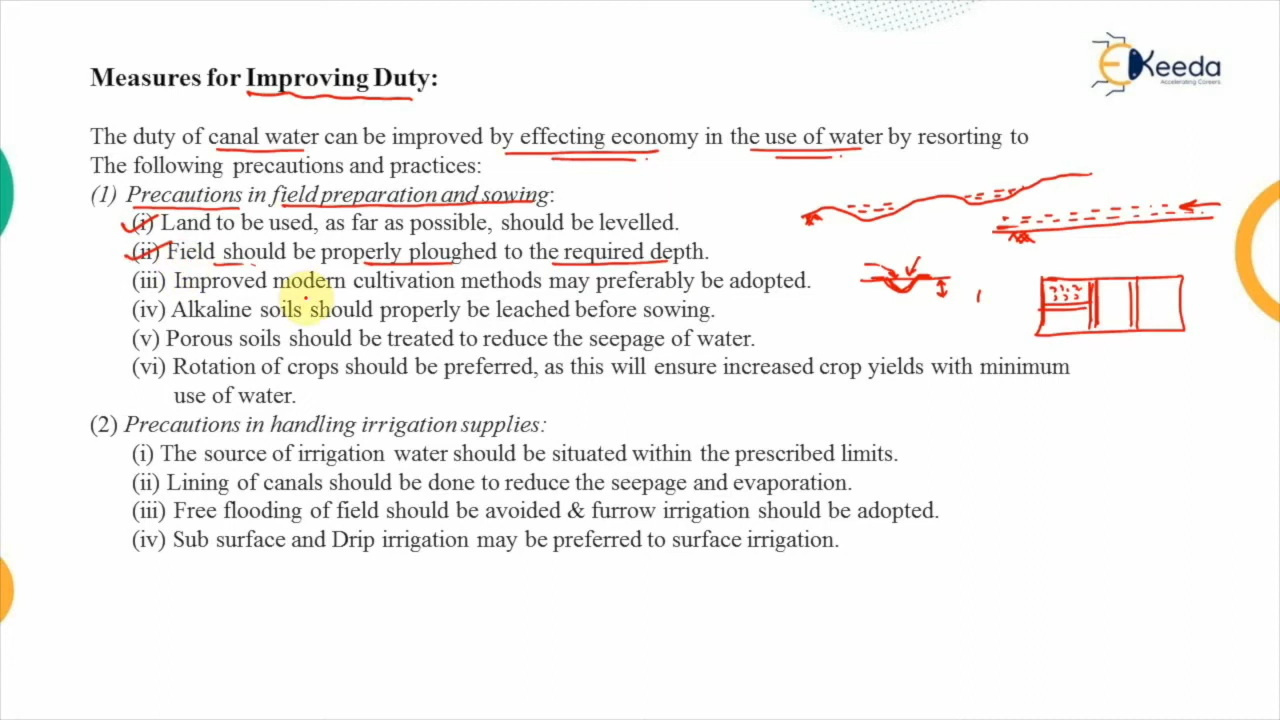 Measures for Improving Duty:
EKeeda
Accelerating Careers
The duty of canal water can be improved by effecting economy in the use of water by resorting to
The following precautions and practices:
(1) Precautions in field preparation and sowing:
(i) Land to be used, as far as possible, should be levelled.
(ii) Field should be properly ploughed to the required depth.
(iii) Improved modern cultivation methods may preferably be adopted.
(iv) Alkaline soils should properly be leached before sowing.
(v) Porous soils should be treated to reduce the seepage of water.
(vi) Rotation of crops should be preferred, as this will ensure increased crop yields with minimum
use of water.
(2) Precautions in handling irrigation supplies:
(i) The source of irrigation water should be situated within the prescribed limits.
(ii) Lining of canals should be done to reduce the seepage and evaporation.
(iii) Free flooding of field should be avoided & furrow irrigation should be adopted.
(iv) Sub surface and Drip irrigation may be preferred to surface irrigation.